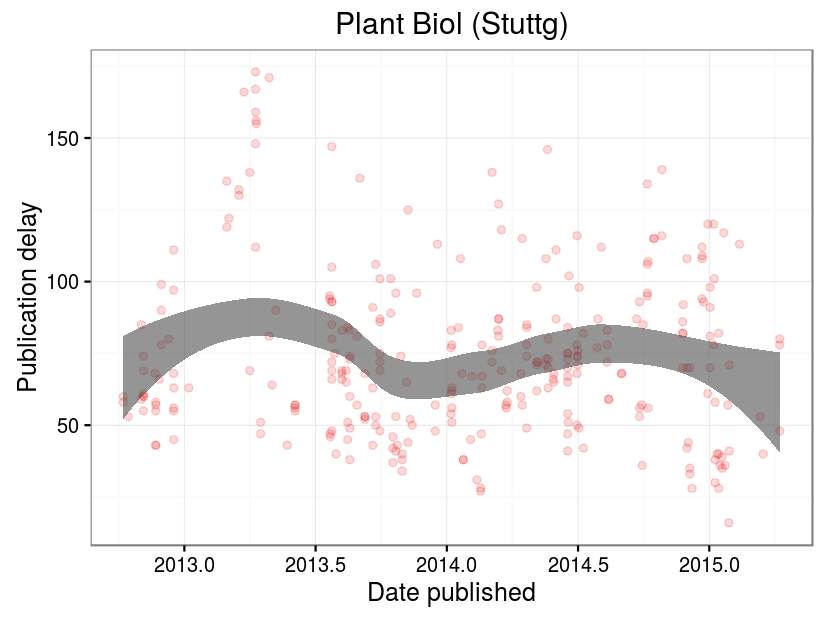 Plant Biol (Stuttg)
Publication delay
150
100
50
2013.0 2013.5 2014.0 2014.5 2015.0
Date published